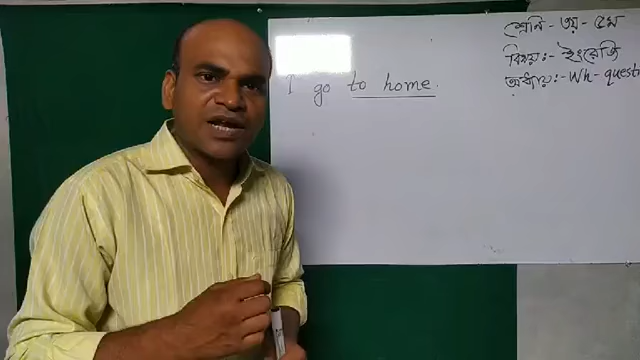 শ্রেণি - ৩য় - ৫ম
বিষয়ঃ- ইংরেজি
অধ্যায়ঃ- Wh- questi
I go to home.